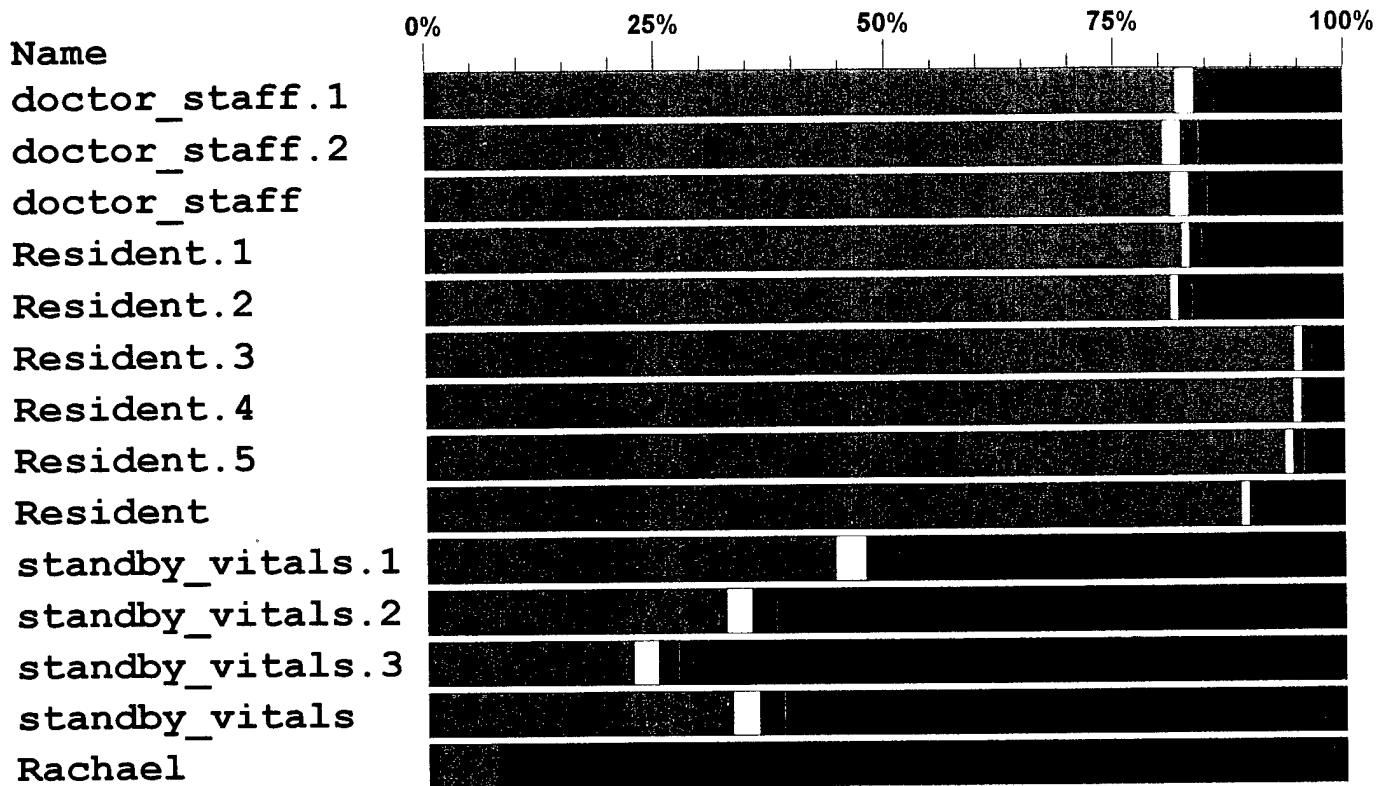 0% 25% 50% 75% 100%
Name
doctor_staff.1
doctor_staff.2
doctor_staff
Resident.1
Resident.2
Resident.3
Resident.4
Resident.5
Resident
standby_vitals.1
standby_vitals.2
standby_vitals.3
standby_vitals
Rachael